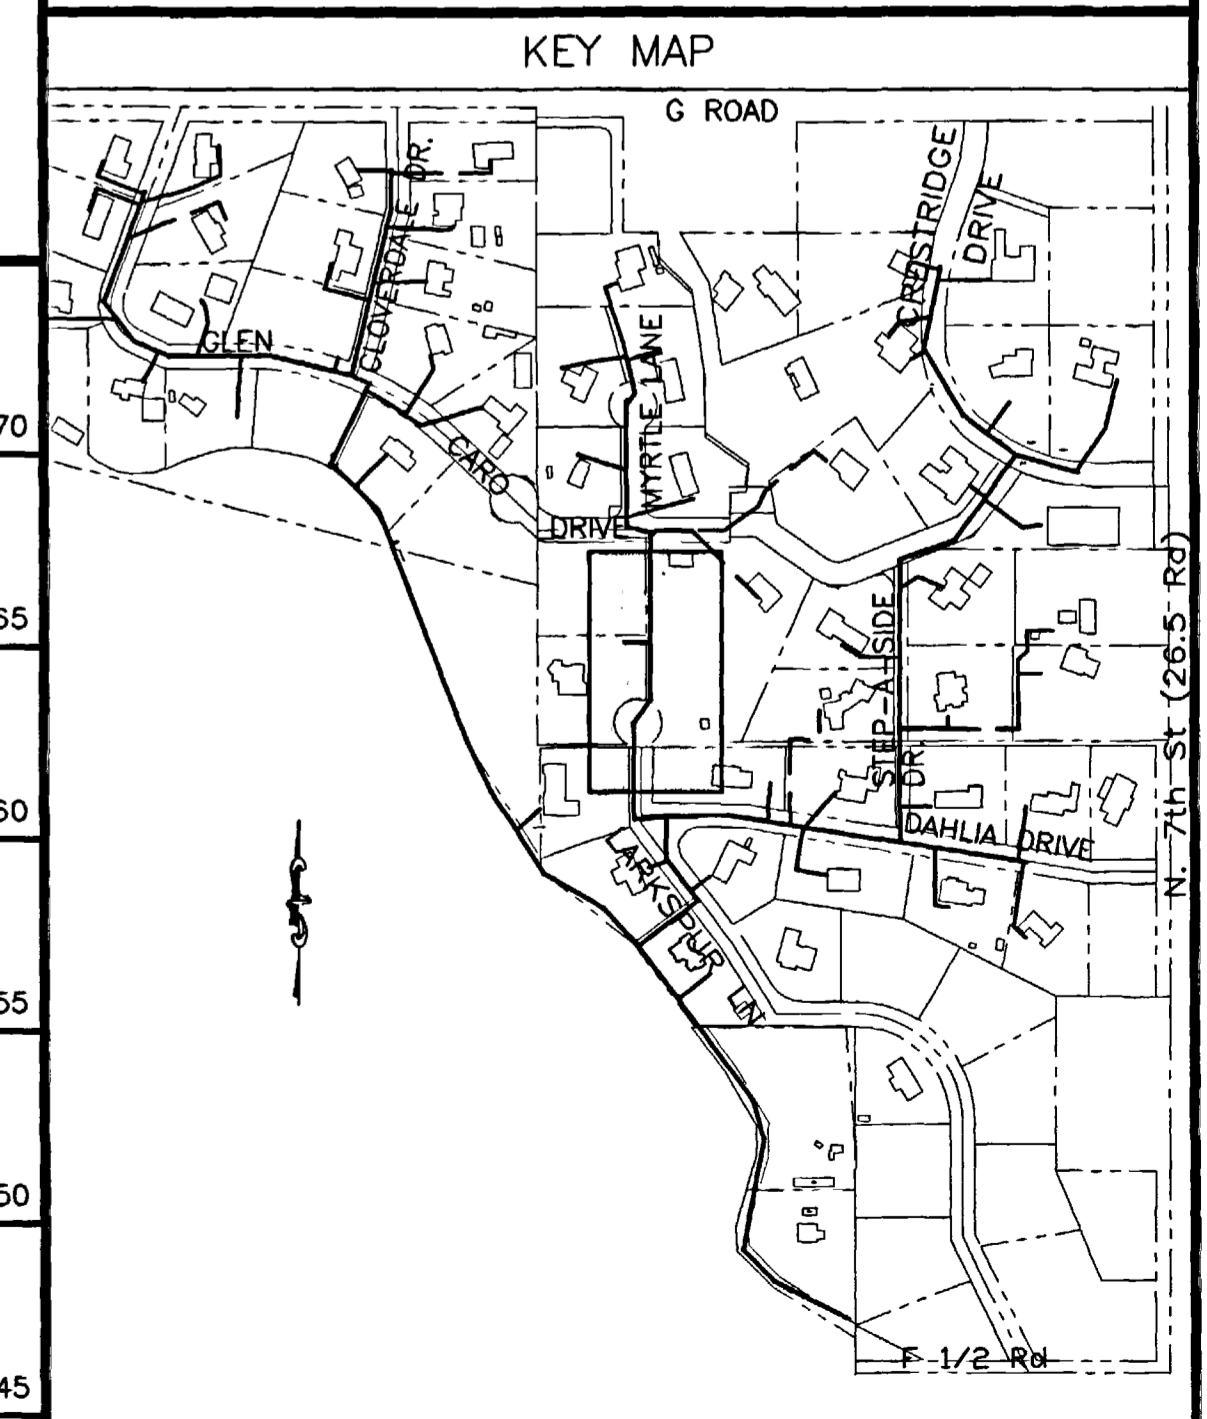 KEY MAP
G ROAD
CLOVERDALE DR.
CRESTRIDGE
DRIVE
GLEN
CARO
DRIVE
MYRTLE LANE
STEP-A-SIDE
DR.
DAHLIA DRIVE
LARKSPUR LN
N. 7th St (26.5 Rd)
F 1/2 Rd
70
65
60
55
50
45